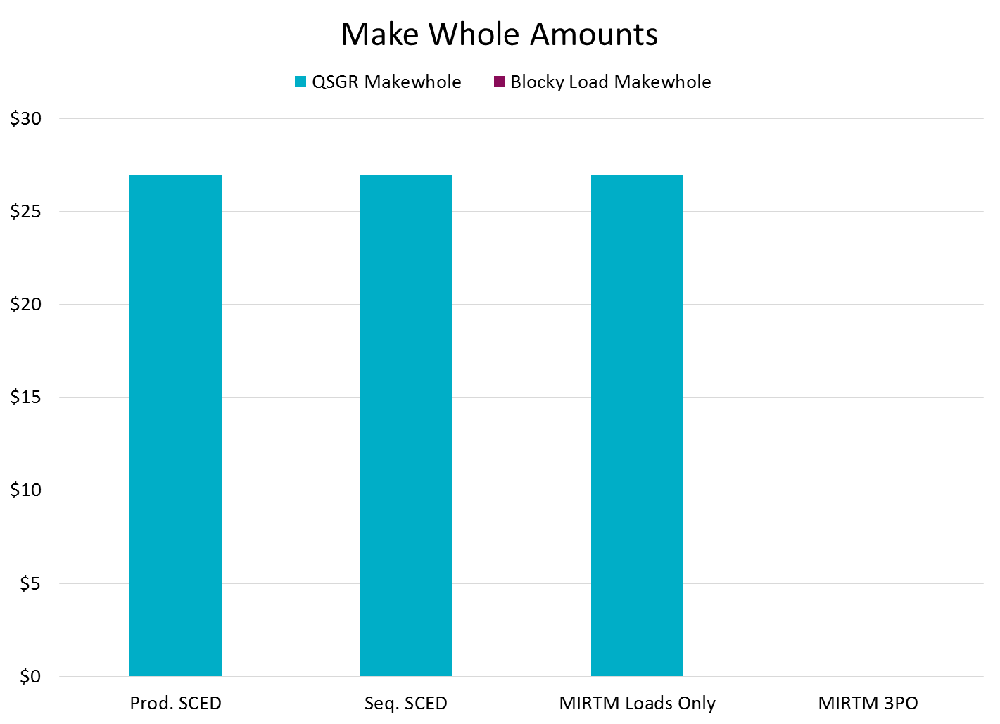 Make Whole Amounts
QSGR Makewhole Blocky Load Makewhole
$30
$25
$20
$15
$10
$5
$0
Prod. SCED Seq. SCED MIRTM Loads Only MIRTM 3PO